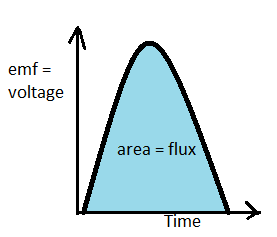 emf =
voltage
area = flux
Time